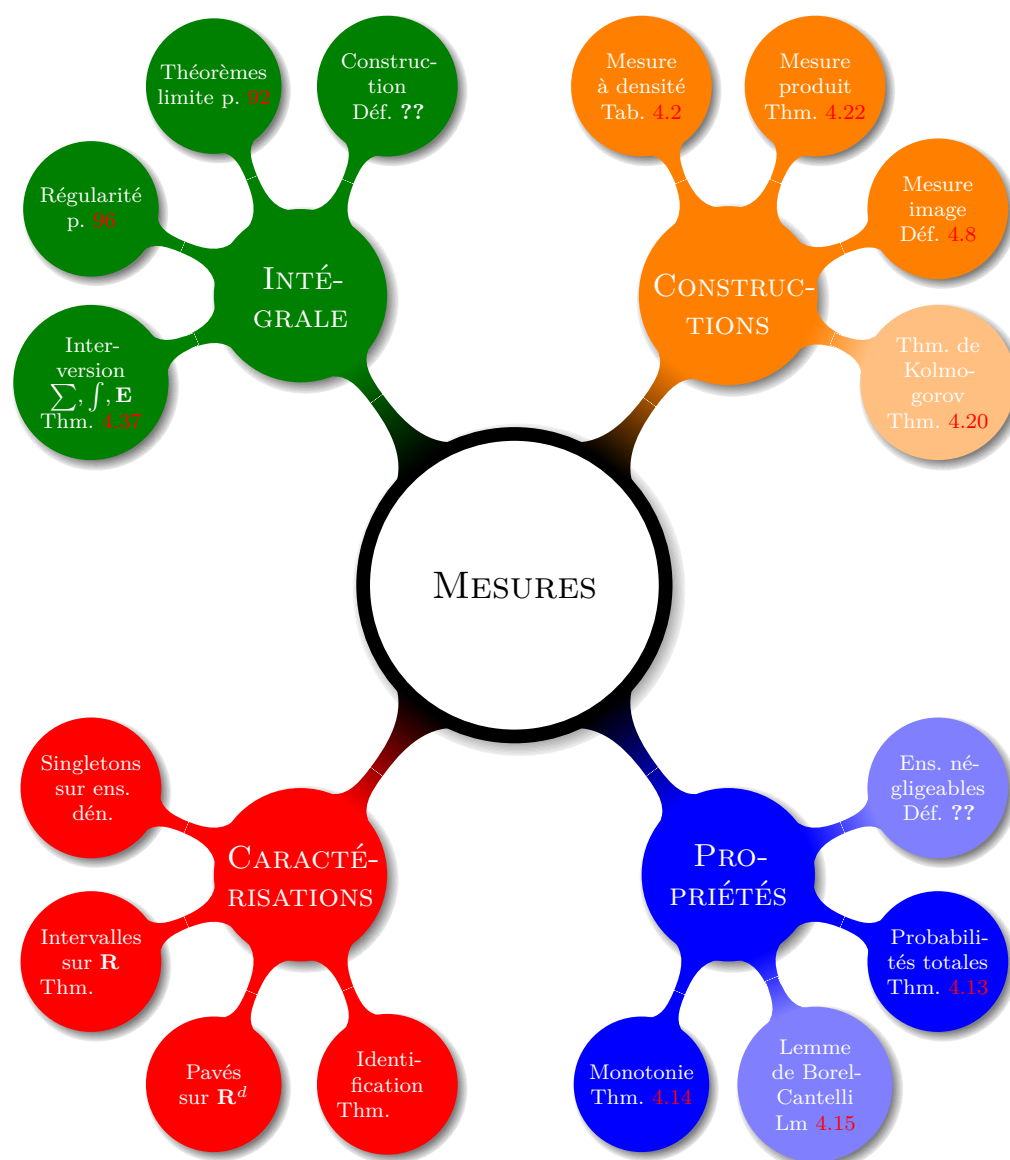 Théorèmes
limite p. 92
Construc-
tion
Déf. ??
Régularité
p. 96
Inter-
version
∑, ∫, E
Thm. 4.37
INTÉ-
GRALE
Mesure
à densité
Tab. 4.2
Mesure
produit
Thm. 4.22
Mesure
image
Déf. 4.8
Thm. de
Kolmo-
gorov
Thm. 4.20
CONSTRUC-
TIONS
MESURES
Singletons
sur ens.
dén.
Intervalles
sur R
Thm.
Pavés
sur R^d
Identi-
fication
Thm.
CARACTÉ-
RISATIONS
PRO-
PRIÉTÉS
Ens. né-
gligeables
Déf. ??
Probabili-
tés totales
Thm. 4.13
Monotonie
Thm. 4.14
Lemme
de Borel-
Cantelli
Lm 4.15